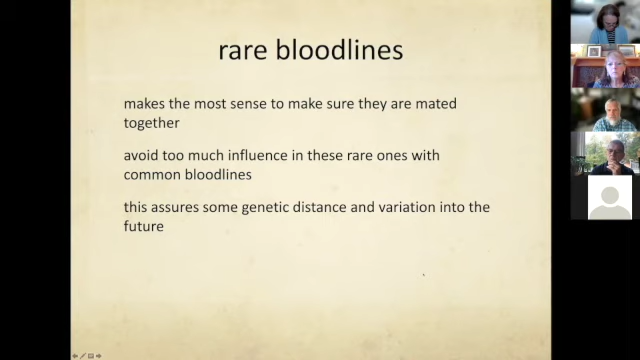 rare bloodlines
makes the most sense to make sure they are mated
together
avoid too much influence in these rare ones with
common bloodlines
this assures some genetic distance and variation into the
future